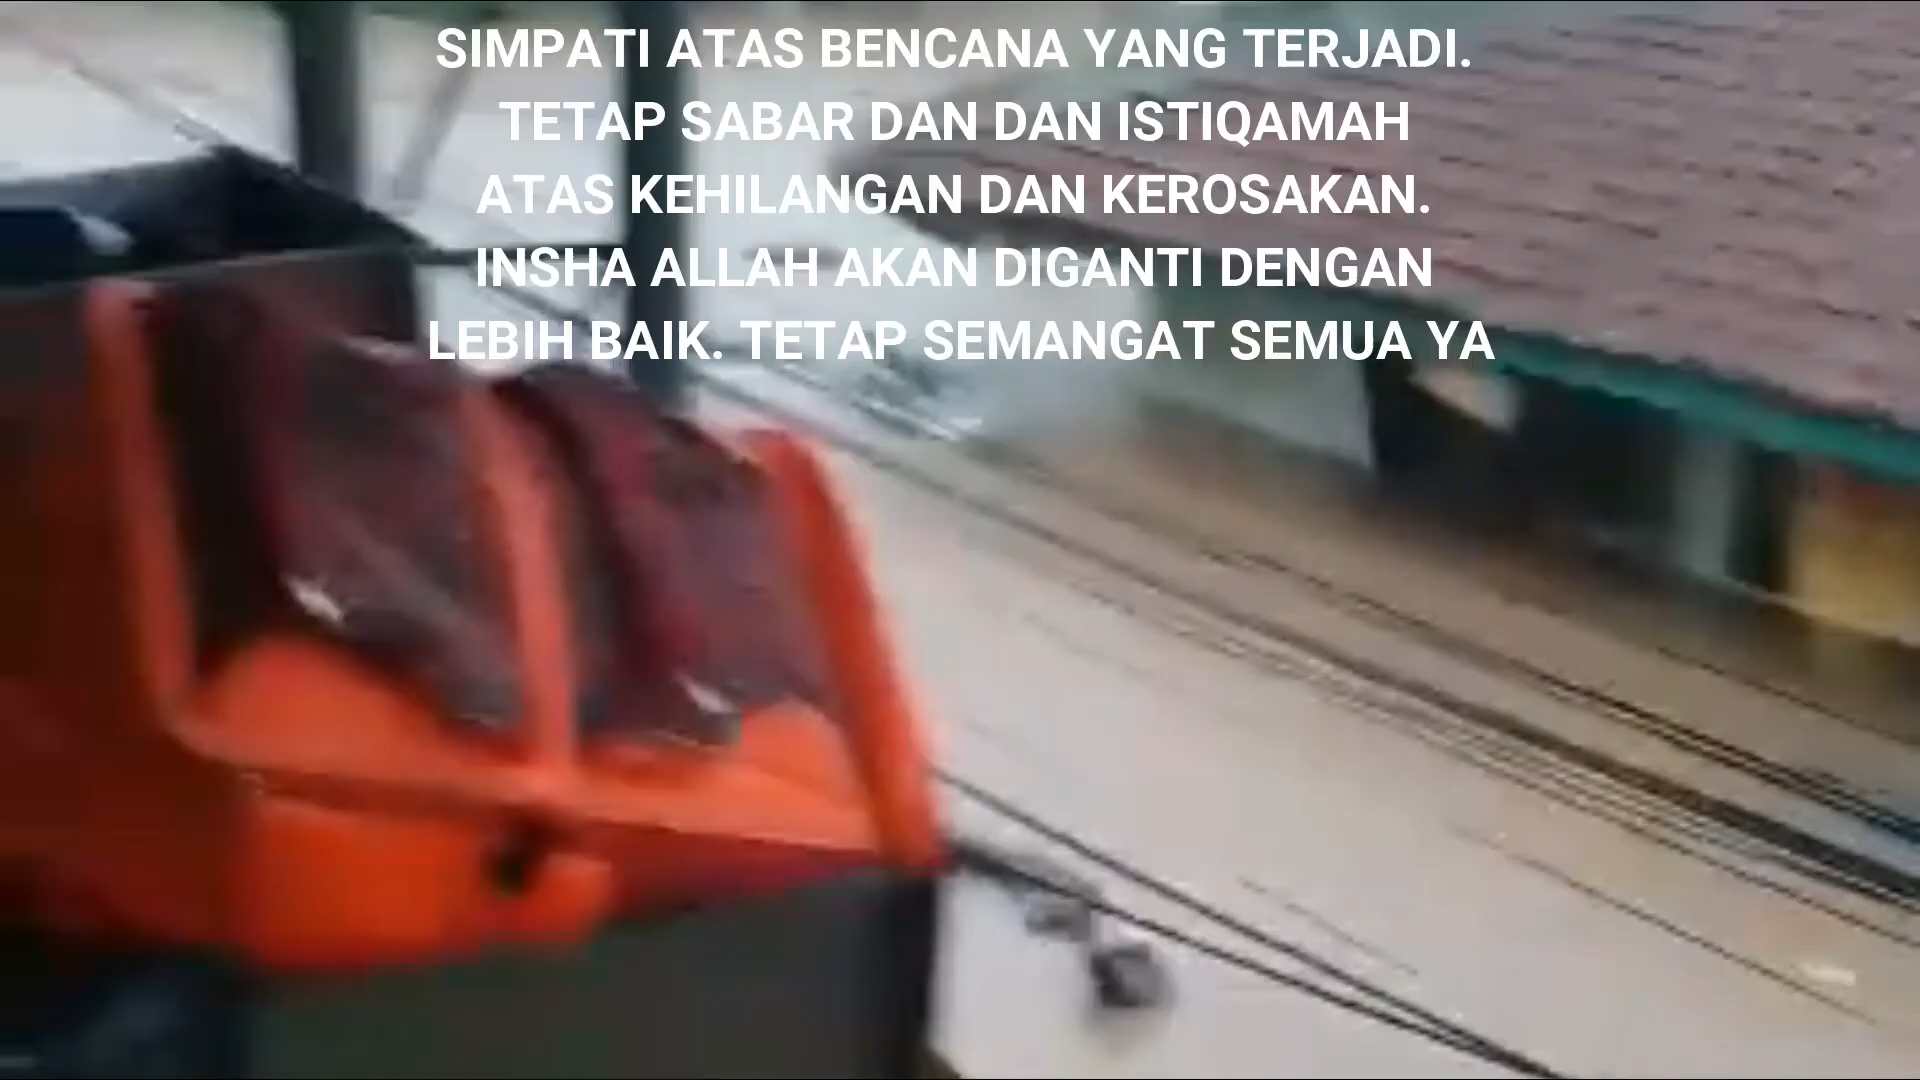 SIMPATI ATAS BENCANA YANG TERJADI.
TETAP SABAR DAN DAN ISTIQAMAH
ATAS KEHILANGAN DAN KEROSAKAN.
INSHA ALLAH AKAN DIGANTI DENGAN
LEBIH BAIK. TETAP SEMANGAT SEMUA YA